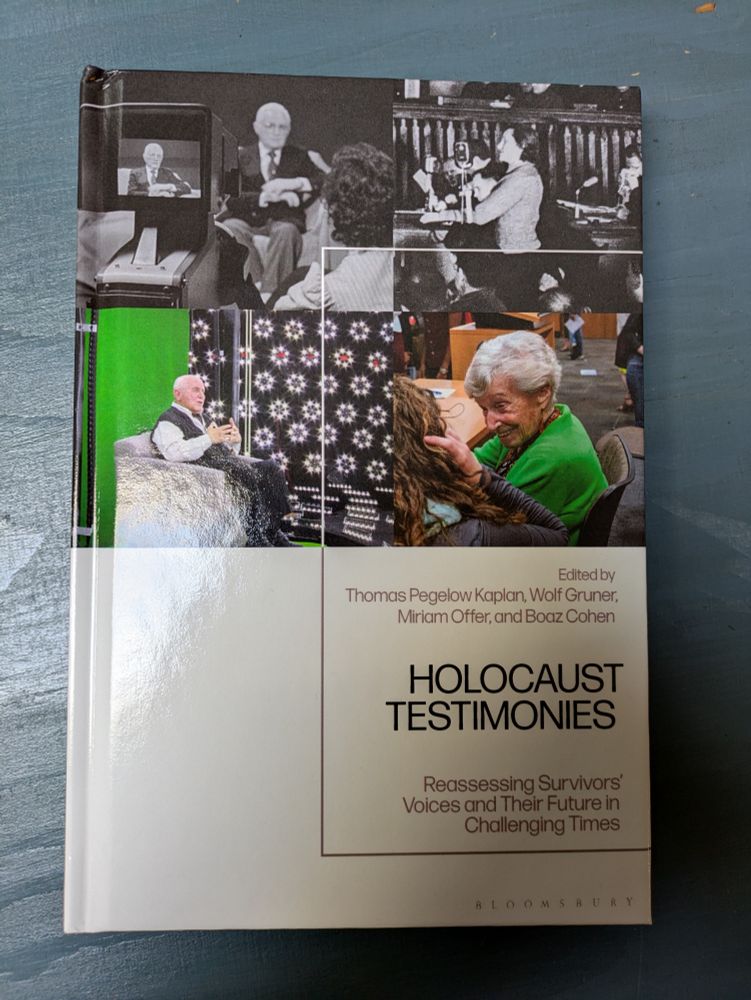 Edited by
Thomas Pegelow Kaplan, Wolf Gruner,
Miriam Offer, and Boaz Cohen
HOLOCAUST
TESTIMONIES
Reassessing Survivors'
Voices and Their Future in
Challenging Times
BLOOMSBURY